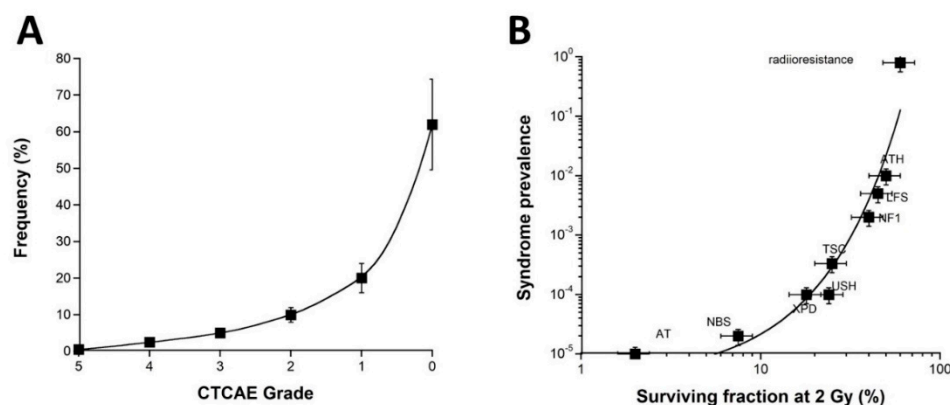 A
Frequency (%)
80
70
60
50
40
30
20
10
0
5 4 3 2 1 0
CTCAE Grade
B
Syndrome prevalence
10^0
10^-1
10^-2
10^-3
10^-4
10^-5
radiioresistance
ATH
LFS
NF1
TSC
USH
XPD
NBS
AT
1 10 100
Surviving fraction at 2 Gy (%)